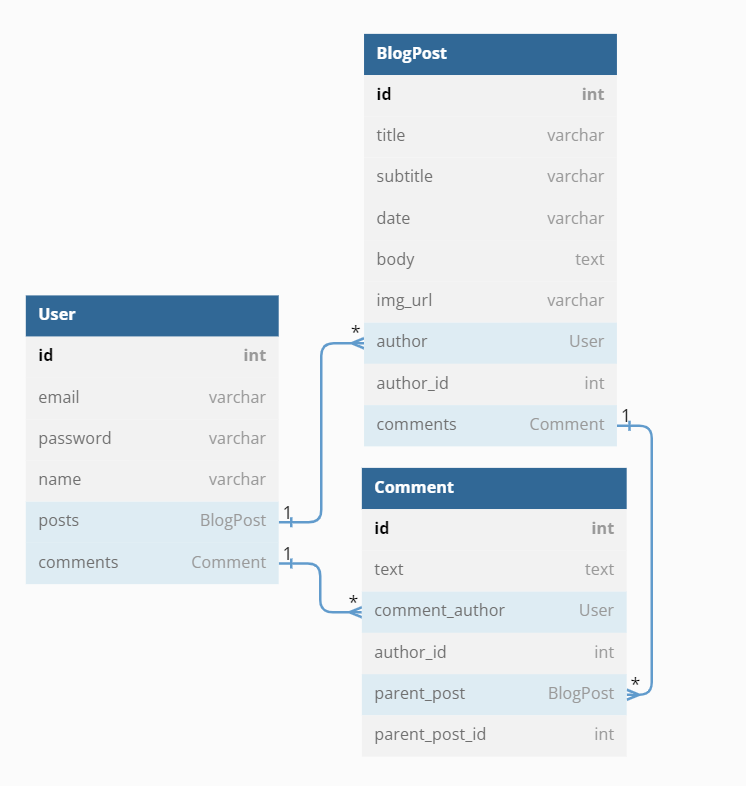 BlogPost
id int
title varchar
subtitle varchar
date varchar
body text
img_url varchar
* author User
author_id int
comments Comment 1
User
id int
email varchar
password varchar
name varchar
posts BlogPost 1
comments Comment 1
Comment
id int
text text
* comment_author User
author_id int
parent_post BlogPost *
parent_post_id int